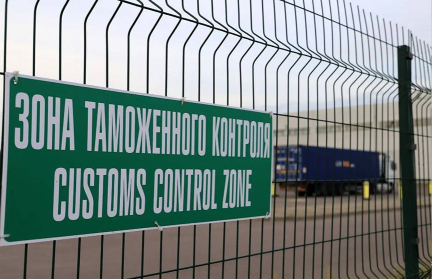 ЗОНА ТАМОЖЕННОГО КОНТРОЛЯ
CUSTOMS CONTROL ZONE